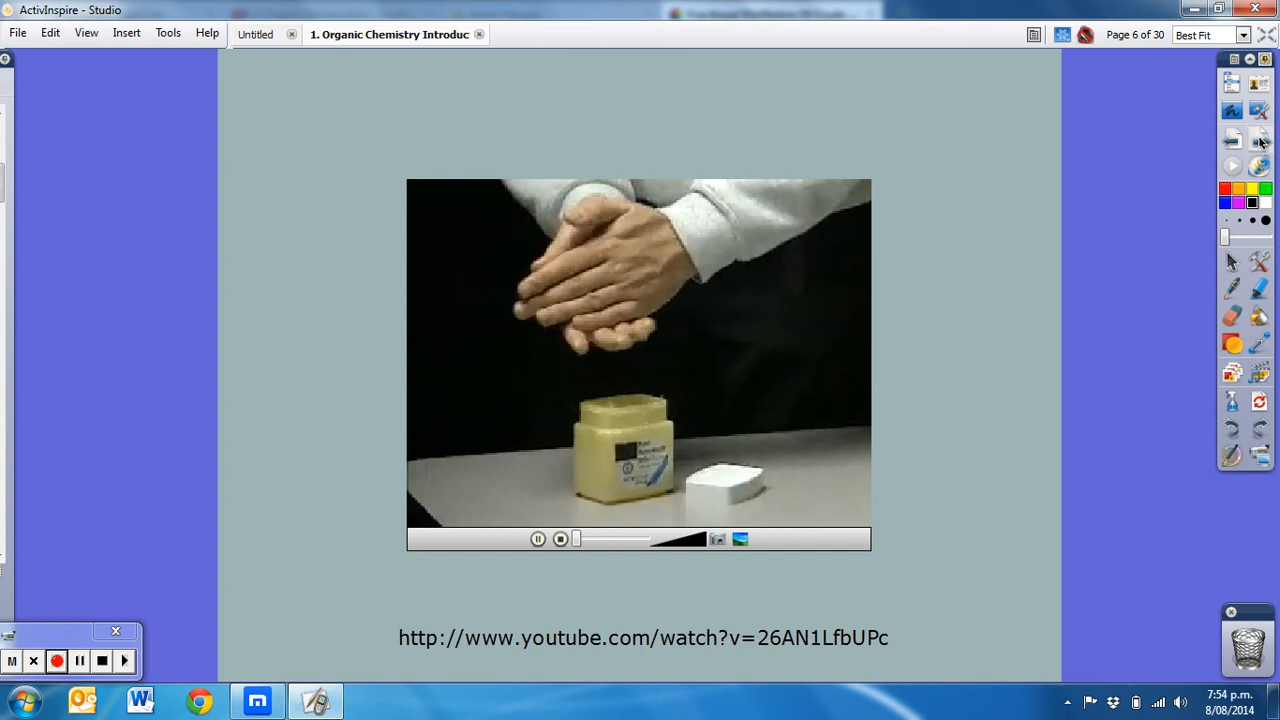 ActivInspire - Studio
File Edit View Insert Tools Help
Untitled
1. Organic Chemistry Introduc
Page 6 of 30
Best Fit
http://www.youtube.com/watch?v=26AN1LfbUPc
M
7:54 p.m.
8/08/2014